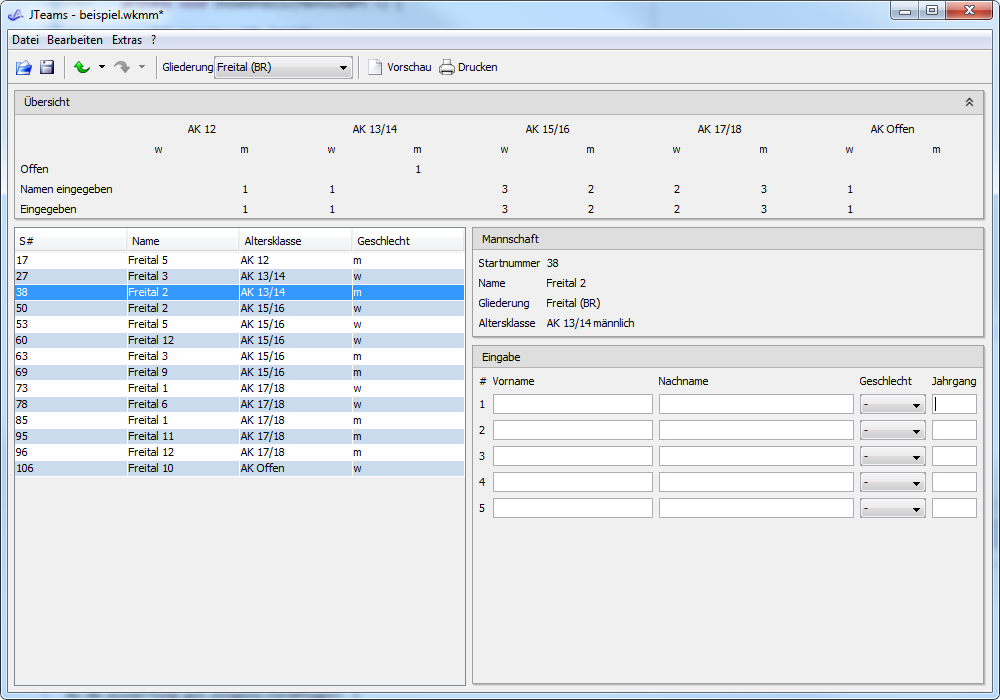 JTeams - beispiel.wkmm*
Datei Bearbeiten Extras ?
Gliederung Freital (BR) Vorschau Drucken
Übersicht
AK 12 AK 13/14 AK 15/16 AK 17/18 AK Offen
w m w m w m w m w m
Offen 1
Namen eingegeben 1 1 3 2 2 3 1
Eingegeben 1 1 3 2 2 3 1
S# Name Altersklasse Geschlecht
17 Freital 5 AK 12 m
27 Freital 3 AK 13/14 w
38 Freital 2 AK 13/14 m
50 Freital 2 AK 15/16 w
53 Freital 5 AK 15/16 w
60 Freital 12 AK 15/16 w
63 Freital 3 AK 15/16 m
69 Freital 9 AK 15/16 m
73 Freital 1 AK 17/18 w
78 Freital 6 AK 17/18 w
85 Freital 1 AK 17/18 m
95 Freital 11 AK 17/18 m
96 Freital 12 AK 17/18 m
106 Freital 10 AK Offen w
Mannschaft
Startnummer 38
Name Freital 2
Gliederung Freital (BR)
Altersklasse AK 13/14 männlich
Eingabe
# Vorname Nachname Geschlecht Jahrgang
1 -
2 -
3 -
4 -
5 -